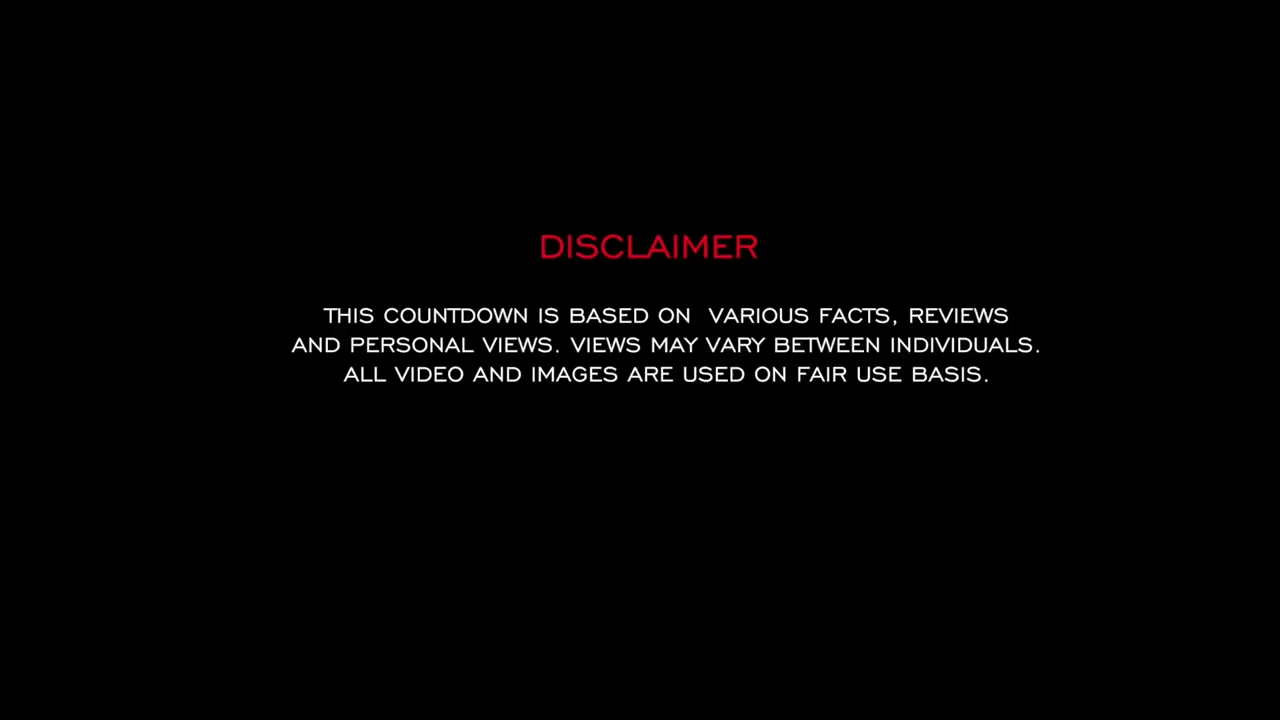 DISCLAIMER
THIS COUNTDOWN IS BASED ON  VARIOUS FACTS, REVIEWS
AND PERSONAL VIEWS. VIEWS MAY VARY BETWEEN INDIVIDUALS.
ALL VIDEO AND IMAGES ARE USED ON FAIR USE BASIS.